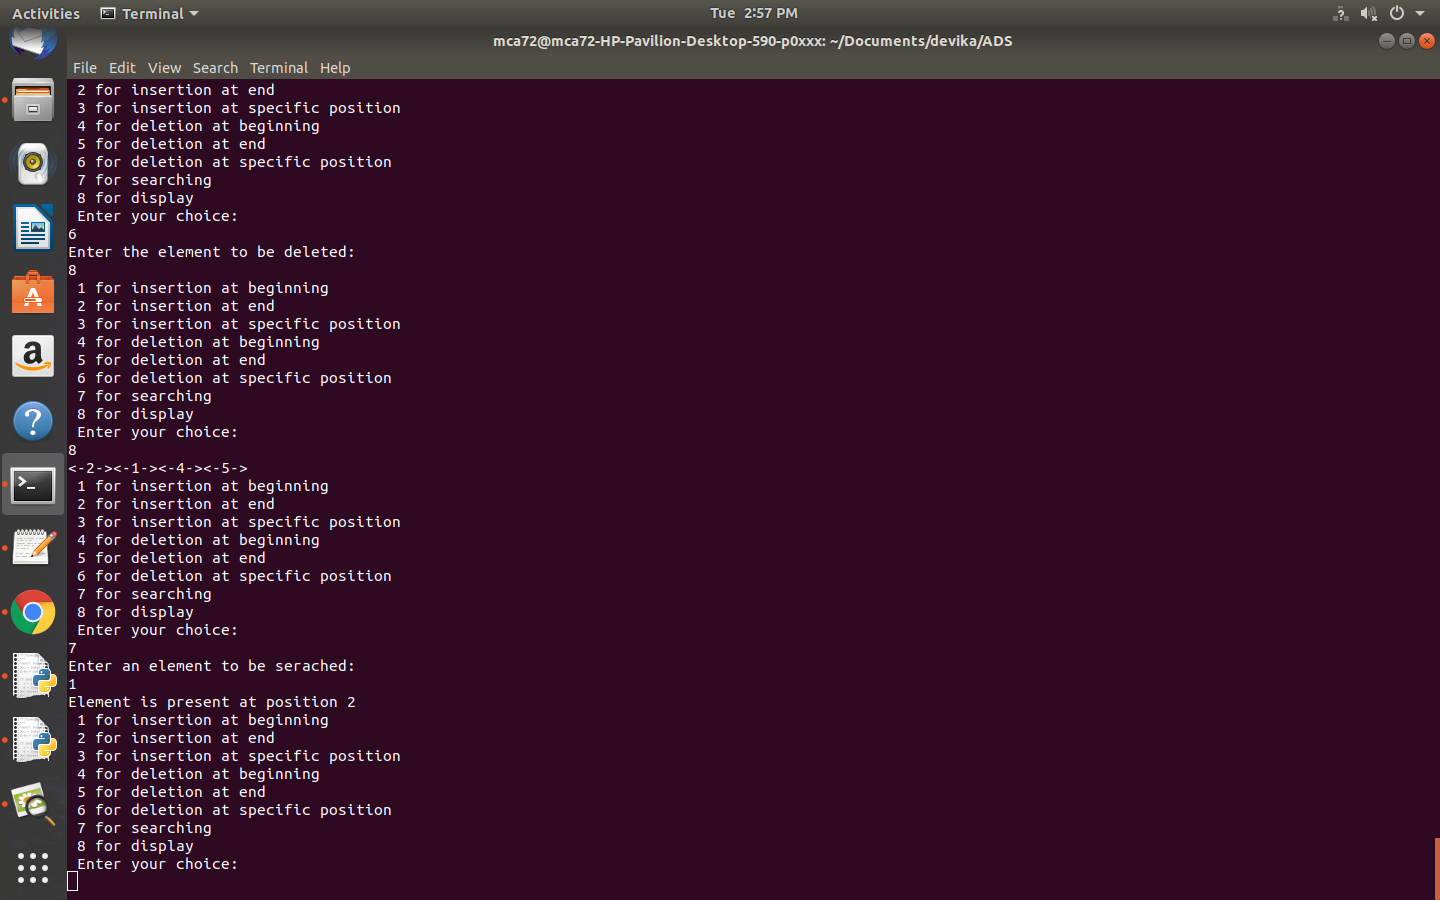 Activities Terminal Tue 2:57 PM
mca72@mca72-HP-Pavilion-Desktop-590-p0xxx: ~/Documents/devika/ADS
File Edit View Search Terminal Help
2 for insertion at end
3 for insertion at specific position
4 for deletion at beginning
5 for deletion at end
6 for deletion at specific position
7 for searching
8 for display
Enter your choice:
6
Enter the element to be deleted:
8
1 for insertion at beginning
2 for insertion at end
3 for insertion at specific position
4 for deletion at beginning
5 for deletion at end
6 for deletion at specific position
7 for searching
8 for display
Enter your choice:
8
<-2-><-1-><-4-><-5->
1 for insertion at beginning
2 for insertion at end
3 for insertion at specific position
4 for deletion at beginning
5 for deletion at end
6 for deletion at specific position
7 for searching
8 for display
Enter your choice:
7
Enter an element to be serached:
1
Element is present at position 2
1 for insertion at beginning
2 for insertion at end
3 for insertion at specific position
4 for deletion at beginning
5 for deletion at end
6 for deletion at specific position
7 for searching
8 for display
Enter your choice: